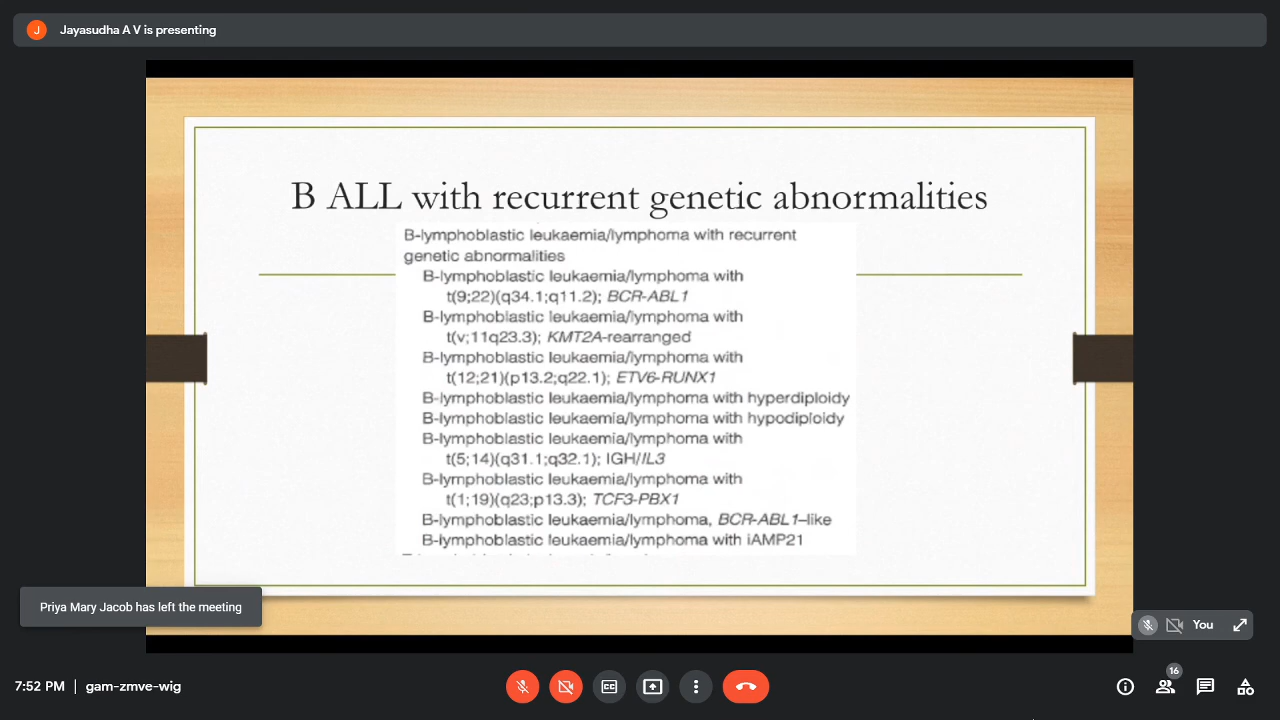 J
Jayasudha A V is presenting
B ALL with recurrent genetic abnormalities
B-lymphoblastic leukaemia/lymphoma with recurrent
genetic abnormalities
B-lymphoblastic leukaemia/lymphoma with
t(9;22)(q34.1;q11.2); BCR-ABL1
B-lymphoblastic leukaemia/lymphoma with
t(v;11q23.3); KMT2A-rearranged
B-lymphoblastic leukaemia/lymphoma with
t(12;21)(p13.2;q22.1); ETV6-RUNX1
B-lymphoblastic leukaemia/lymphoma with hyperdiploidy
B-lymphoblastic leukaemia/lymphoma with hypodiploidy
B-lymphoblastic leukaemia/lymphoma with
t(5;14)(q31.1;q32.1); IGH/IL3
B-lymphoblastic leukaemia/lymphoma with
t(1;19)(q23;p13.3); TCF3-PBX1
B-lymphoblastic leukaemia/lymphoma, BCR-ABL1–like
B-lymphoblastic leukaemia/lymphoma with iAMP21
Priya Mary Jacob has left the meeting
You
7:52 PM | gam-zmve-wig
CC
16